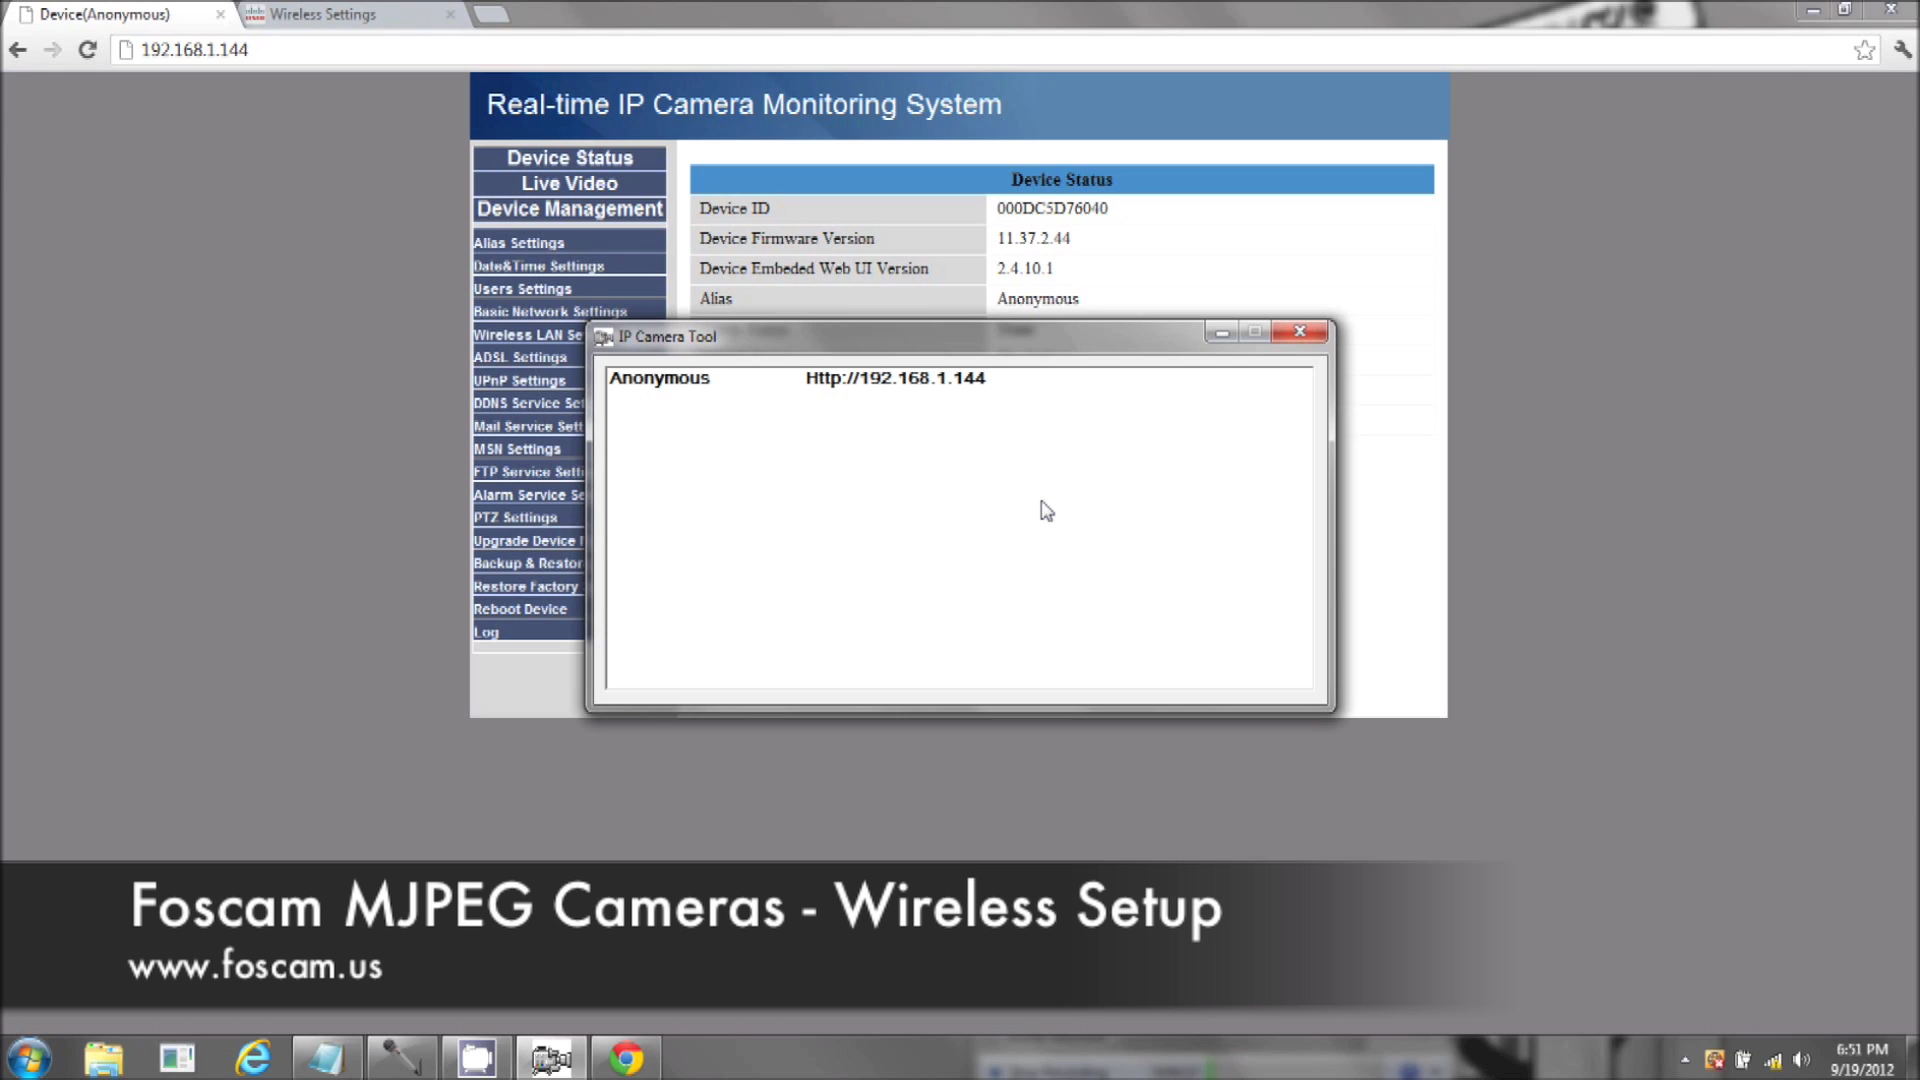 Device(Anonymous)
Wireless Settings
192.168.1.144
Real-time IP Camera Monitoring System
Device Status
Live Video
Device Management
Alias Settings
Date&Time Settings
Users Settings
Basic Network Settings
Wireless LAN Se
ADSL Settings
UPnP Settings
DDNS Service Set
Mail Service Sett
MSN Settings
FTP Service Setti
Alarm Service Se
PTZ Settings
Upgrade Device F
Backup & Restor
Restore Factory
Reboot Device
Log
Device Status
Device ID 000DC5D76040
Device Firmware Version 11.37.2.44
Device Embeded Web UI Version 2.4.10.1
Alias Anonymous
IP Camera Tool
Anonymous Http://192.168.1.144
Foscam MJPEG Cameras - Wireless Setup
www.foscam.us
6:51 PM
9/19/2012